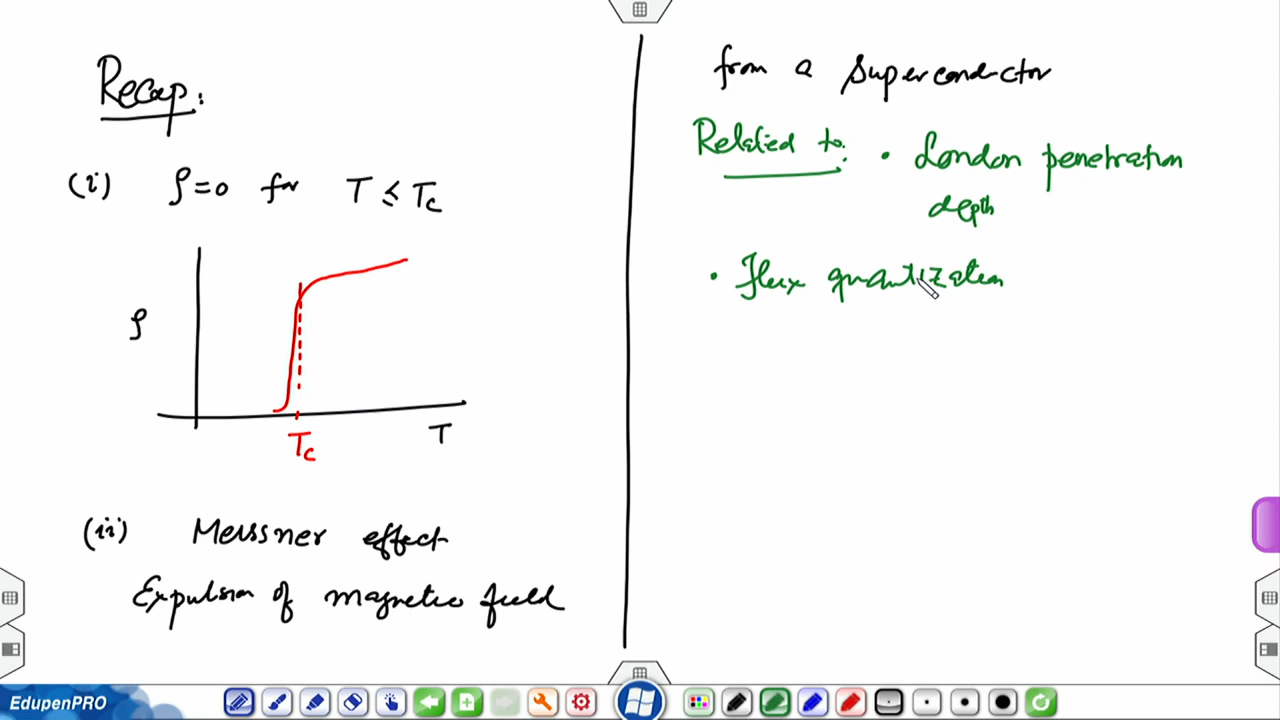 Recap:
(i) ρ=0 for T ≤ Tc
ρ
Tc
T
(ii) Meissner effect
Expulsion of magnetic field
from a superconductor
Related to: • London penetration
depth
• Flux quantization
EdupenPRO